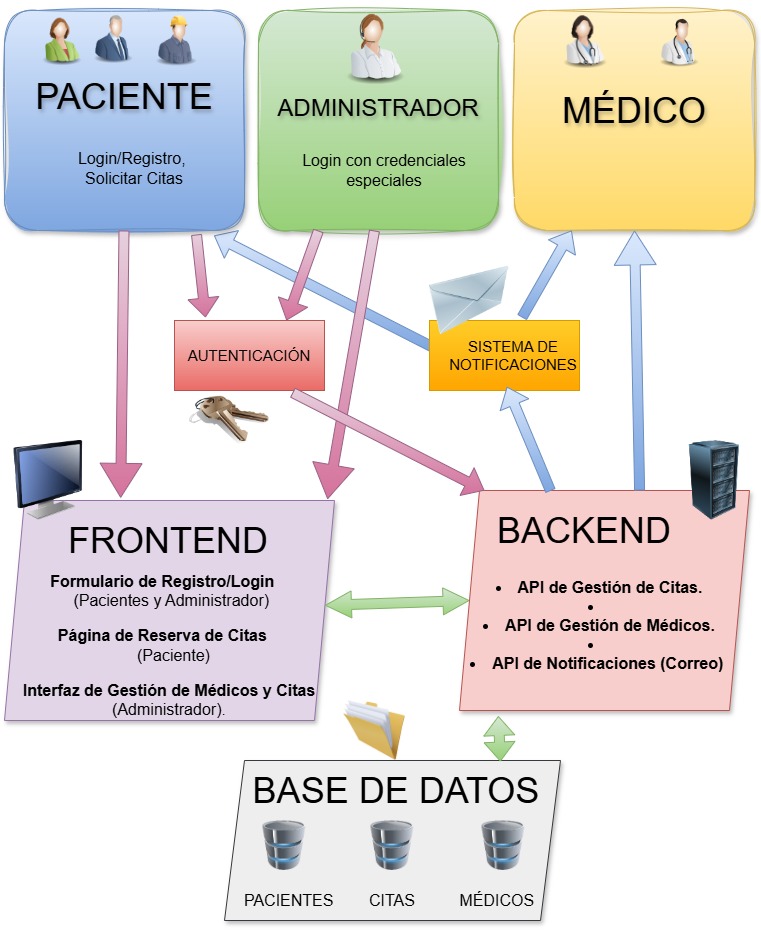 PACIENTE
Login/Registro,
Solicitar Citas
ADMINISTRADOR
Login con credenciales
especiales
MÉDICO
AUTENTICACIÓN
SISTEMA DE
NOTIFICACIONES
FRONTEND
Formulario de Registro/Login
(Pacientes y Administrador)
Página de Reserva de Citas
(Paciente)
Interfaz de Gestión de Médicos y Citas
(Administrador).
BACKEND
• API de Gestión de Citas.
•
• API de Gestión de Médicos.
•
• API de Notificaciones (Correo)
BASE DE DATOS
PACIENTES
CITAS
MÉDICOS